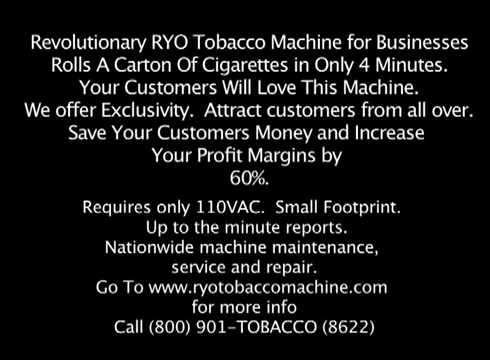 Revolutionary RYO Tobacco Machine for Businesses
Rolls A Carton Of Cigarettes in Only 4 Minutes.
Your Customers Will Love This Machine.
We offer Exclusivity.  Attract customers from all over.
Save Your Customers Money and Increase
Your Profit Margins by
60%.
Requires only 110VAC.  Small Footprint.
Up to the minute reports.
Nationwide machine maintenance,
service and repair.
Go To www.ryotobaccomachine.com
for more info
Call (800) 901-TOBACCO (8622)